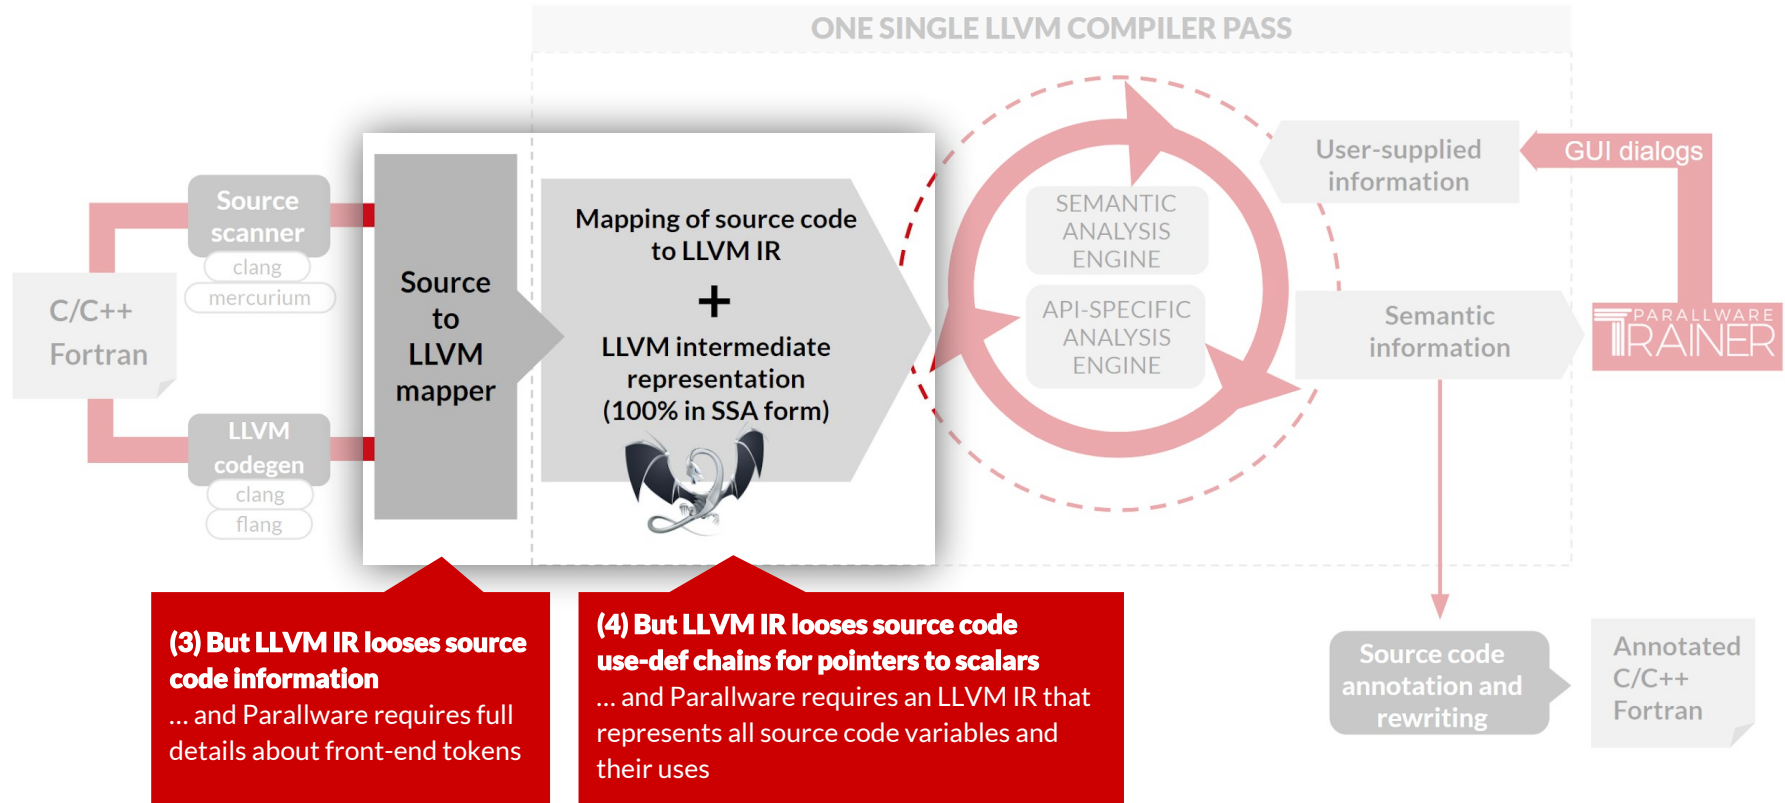 ONE SINGLE LLVM COMPILER PASS
Source
scanner
clang
mercurium
C/C++
Fortran
LLVM
codegen
clang
flang
Source
to
LLVM
mapper
Mapping of source code
to LLVM IR
+
LLVM intermediate
representation
(100% in SSA form)
SEMANTIC
ANALYSIS
ENGINE
API-SPECIFIC
ANALYSIS
ENGINE
User-supplied
information
GUI dialogs
Semantic
information
PARALLWARE
TRAINER
(3) But LLVM IR looses source
code information
... and Parallware requires full
details about front-end tokens
(4) But LLVM IR looses source code
use-def chains for pointers to scalars
... and Parallware requires an LLVM IR that
represents all source code variables and
their uses
Source code
annotation and
rewriting
Annotated
C/C++
Fortran